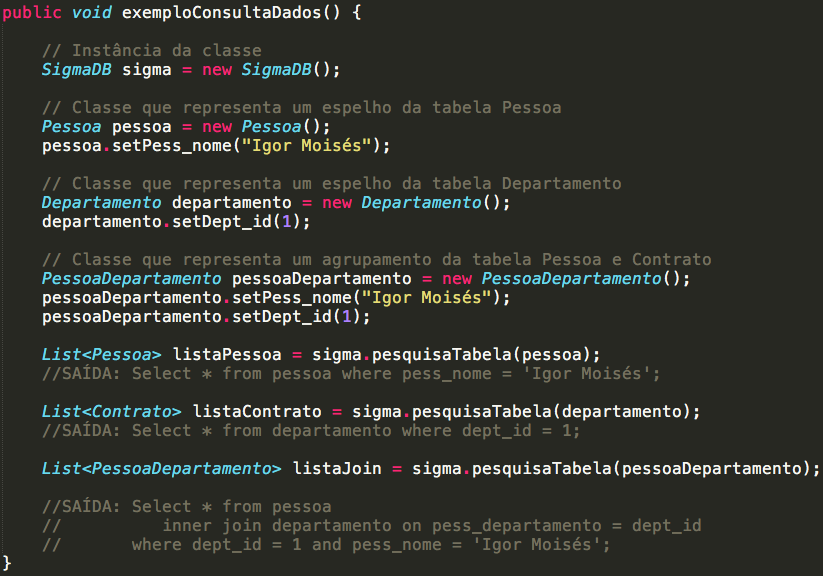 public void exemploConsultaDados() {
// Instância da classe
SigmaDB sigma = new SigmaDB();
// Classe que representa um espelho da tabela Pessoa
Pessoa pessoa = new Pessoa();
pessoa.setPess_nome("Igor Moisés");
// Classe que representa um espelho da tabela Departamento
Departamento departamento = new Departamento();
departamento.setDept_id(1);
// Classe que representa um agrupamento da tabela Pessoa e Contrato
PessoaDepartamento pessoaDepartamento = new PessoaDepartamento();
pessoaDepartamento.setPess_nome("Igor Moisés");
pessoaDepartamento.setDept_id(1);
List<Pessoa> listaPessoa = sigma.pesquisaTabela(pessoa);
//SAÍDA: Select * from pessoa where pess_nome = 'Igor Moisés';
List<Contrato> listaContrato = sigma.pesquisaTabela(departamento);
//SAÍDA: Select * from departamento where dept_id = 1;
List<PessoaDepartamento> listaJoin = sigma.pesquisaTabela(pessoaDepartamento);
//SAÍDA: Select * from pessoa
// inner join departamento on pess_departamento = dept_id
// where dept_id = 1 and pess_nome = 'Igor Moisés';
}